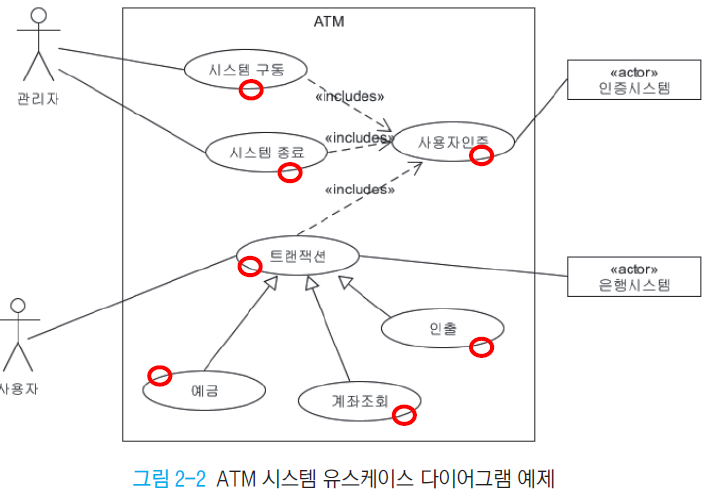 ATM
시스템 구동
관리자
«includes»
«actor»
인증시스템
시스템 종료
«includes»
사용자인증
«includes»
트랜잭션
«actor»
은행시스템
인출
사용자
예금
계좌조회
그림 2-2 ATM 시스템 유스케이스 다이어그램 예제